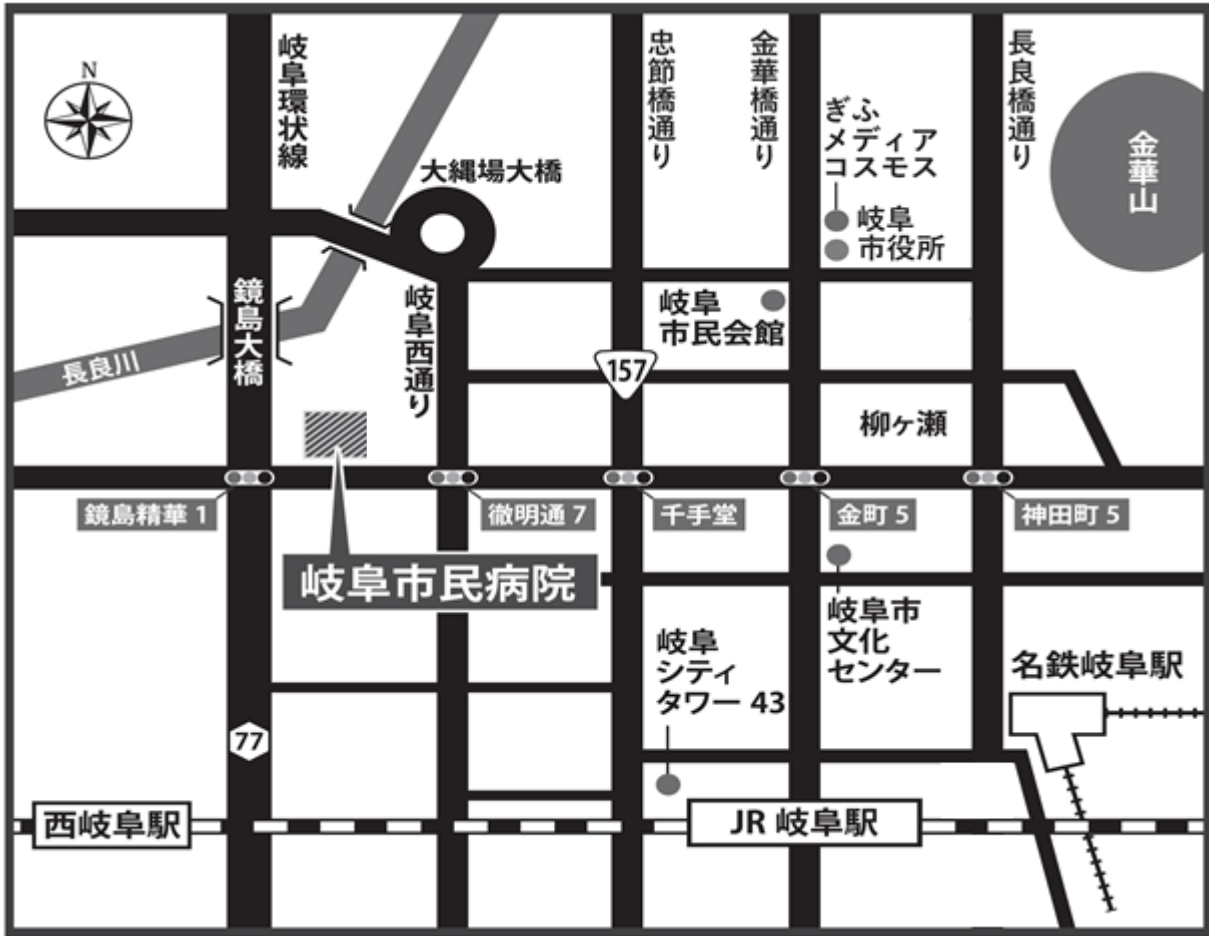 N
岐阜環状線
大縄場大橋
忠節橋通り
金華橋通り
ぎふ
メディア
コスモス
岐阜
市役所
長良橋通り
金華山
鏡島大橋
長良川
岐阜西通り
岐阜
市民会館
157
柳ヶ瀬
鏡島精華 1
徹明通 7
千手堂
金町 5
神田町 5
岐阜市民病院
岐阜
シティ
タワー 43
岐阜市
文化
センター
名鉄岐阜駅
77
西岐阜駅
JR 岐阜駅